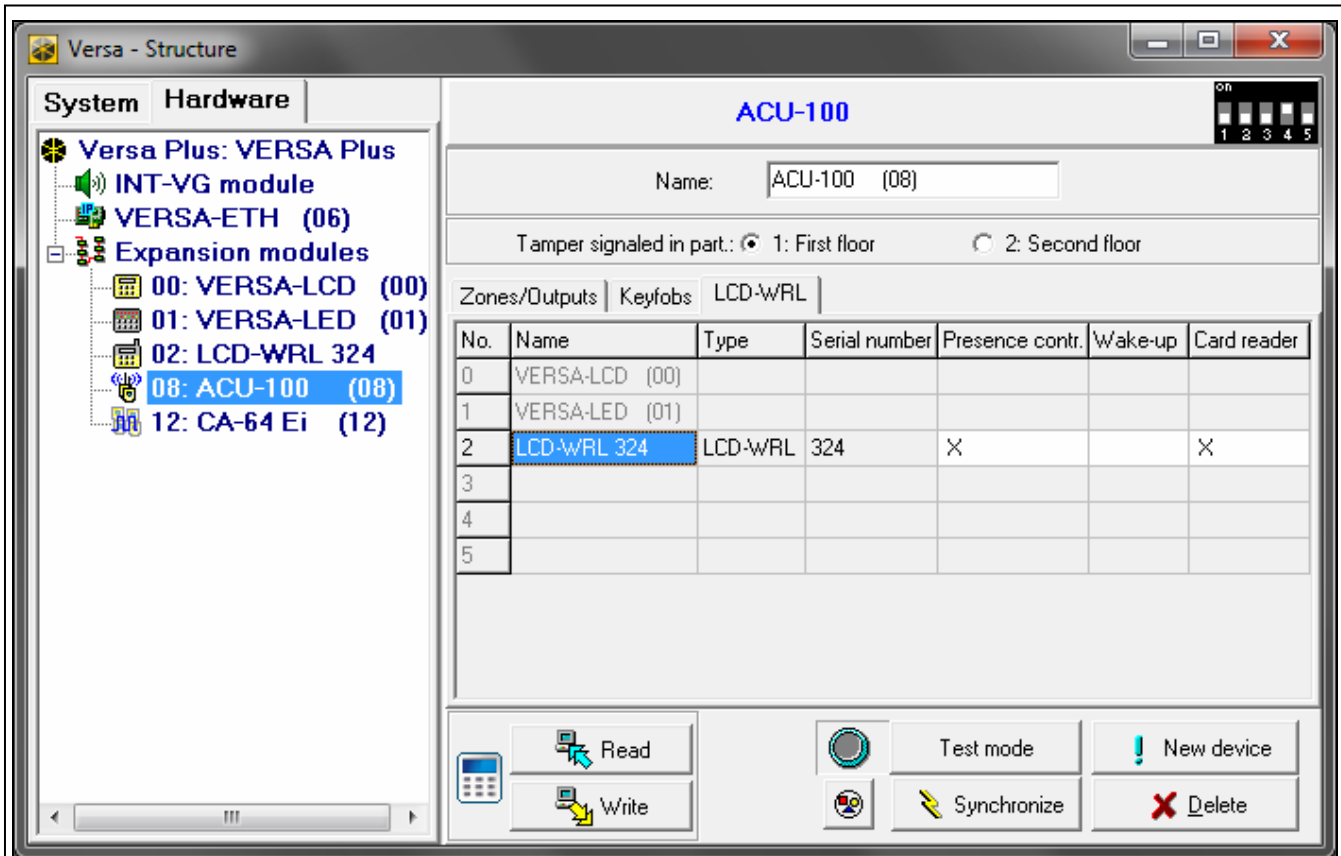 Versa - Structure
System Hardware
Versa Plus: VERSA Plus
INT-VG module
VERSA-ETH (06)
Expansion modules
00: VERSA-LCD (00)
01: VERSA-LED (01)
02: LCD-WRL 324
08: ACU-100 (08)
12: CA-64 Ei (12)
ACU-100
on
1 2 3 4 5
Name: ACU-100 (08)
Tamper signaled in part.: 1: First floor 2: Second floor
Zones/Outputs Keyfobs LCD-WRL
No. Name Type Serial number Presence contr. Wake-up Card reader
0 VERSA-LCD (00)
1 VERSA-LED (01)
2 LCD-WRL 324 LCD-WRL 324 X X
3
4
5
Read Test mode New device
Write Synchronize Delete